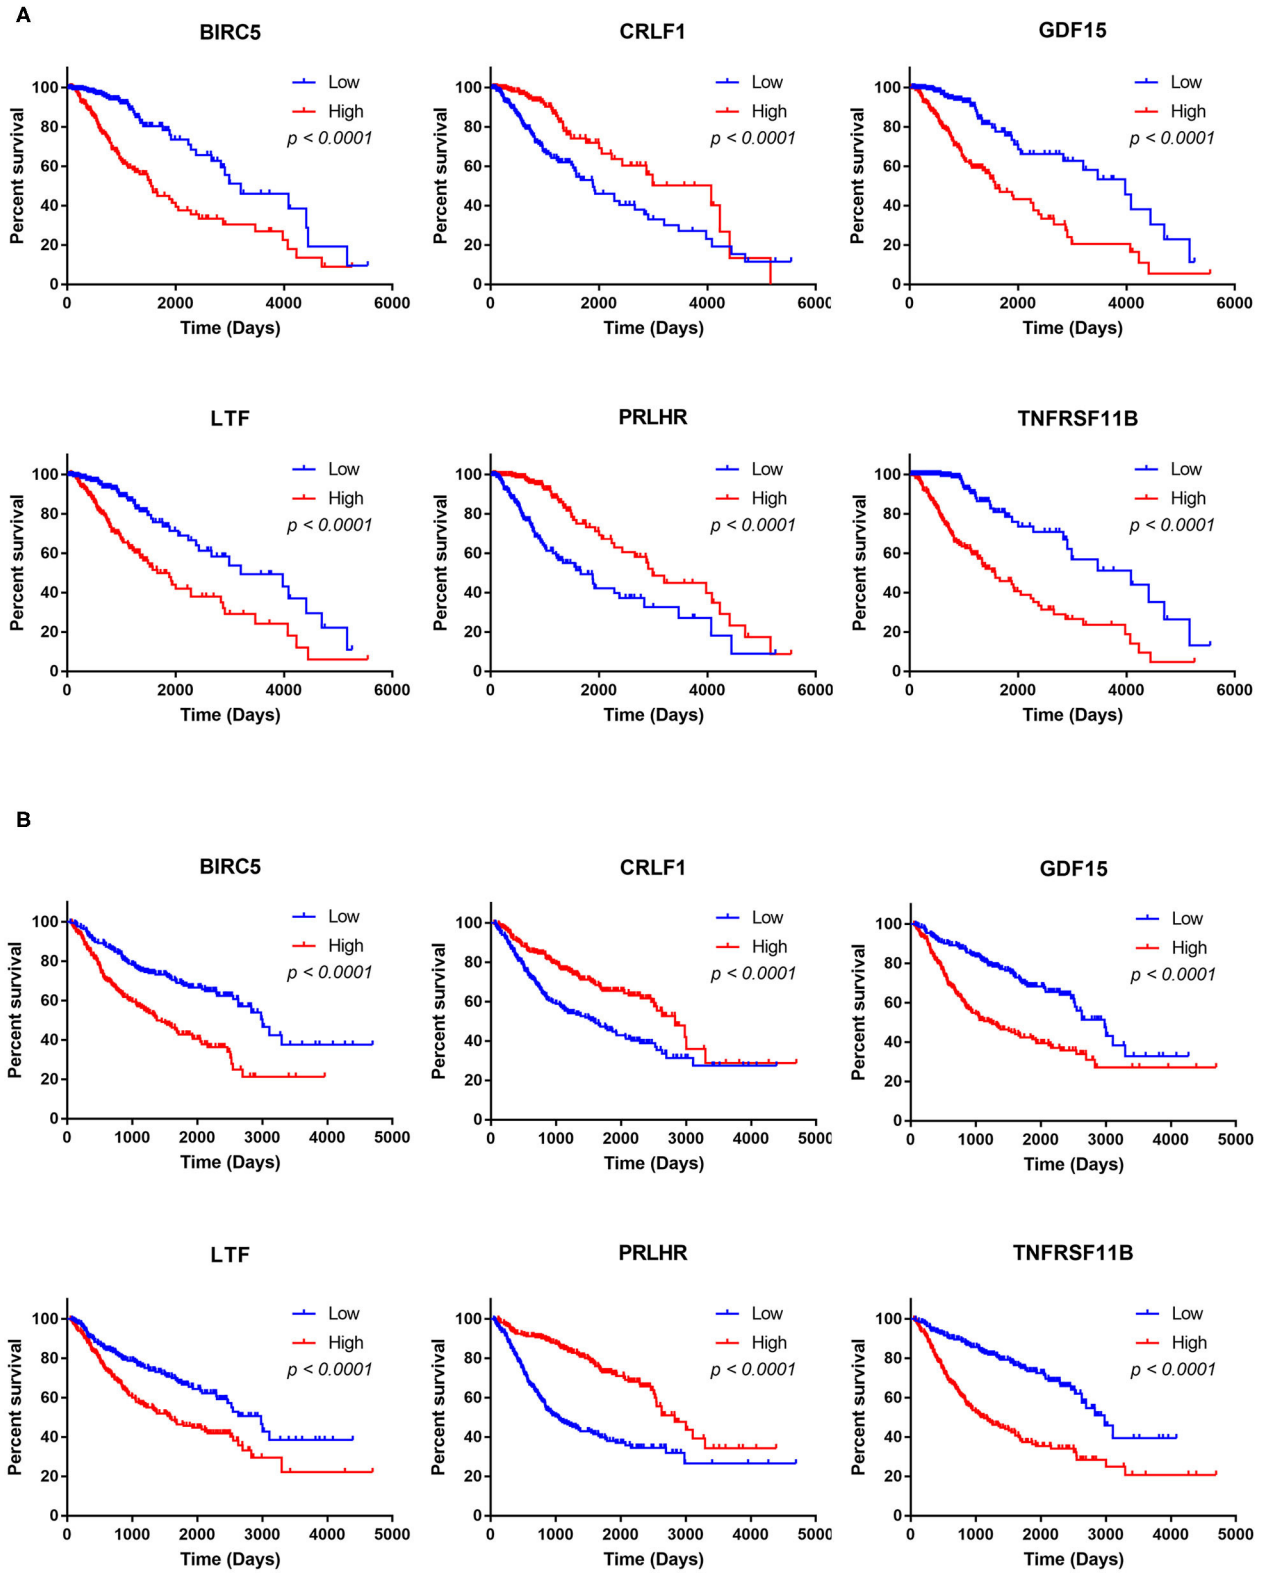 A
BIRC5
Percent survival
100
80
60
40
20
0
0 2000 4000 6000
Time (Days)
Low
High
p < 0.0001
CRLF1
Percent survival
100
80
60
40
20
0
0 2000 4000 6000
Time (Days)
Low
High
p < 0.0001
GDF15
Percent survival
100
80
60
40
20
0
0 2000 4000 6000
Time (Days)
Low
High
p < 0.0001
LTF
Percent survival
100
80
60
40
20
0
0 2000 4000 6000
Time (Days)
Low
High
p < 0.0001
PRLHR
Percent survival
100
80
60
40
20
0
0 2000 4000 6000
Time (Days)
Low
High
p < 0.0001
TNFRSF11B
Percent survival
100
80
60
40
20
0
0 2000 4000 6000
Time (Days)
Low
High
p < 0.0001
B
BIRC5
Percent survival
100
80
60
40
20
0
0 1000 2000 3000 4000 5000
Time (Days)
Low
High
p < 0.0001
CRLF1
Percent survival
100
80
60
40
20
0
0 1000 2000 3000 4000 5000
Time (Days)
Low
High
p < 0.0001
GDF15
Percent survival
100
80
60
40
20
0
0 1000 2000 3000 4000 5000
Time (Days)
Low
High
p < 0.0001
LTF
Percent survival
100
80
60
40
20
0
0 1000 2000 3000 4000 5000
Time (Days)
Low
High
p < 0.0001
PRLHR
Percent survival
100
80
60
40
20
0
0 1000 2000 3000 4000 5000
Time (Days)
Low
High
p < 0.0001
TNFRSF11B
Percent survival
100
80
60
40
20
0
0 1000 2000 3000 4000 5000
Time (Days)
Low
High
p < 0.0001